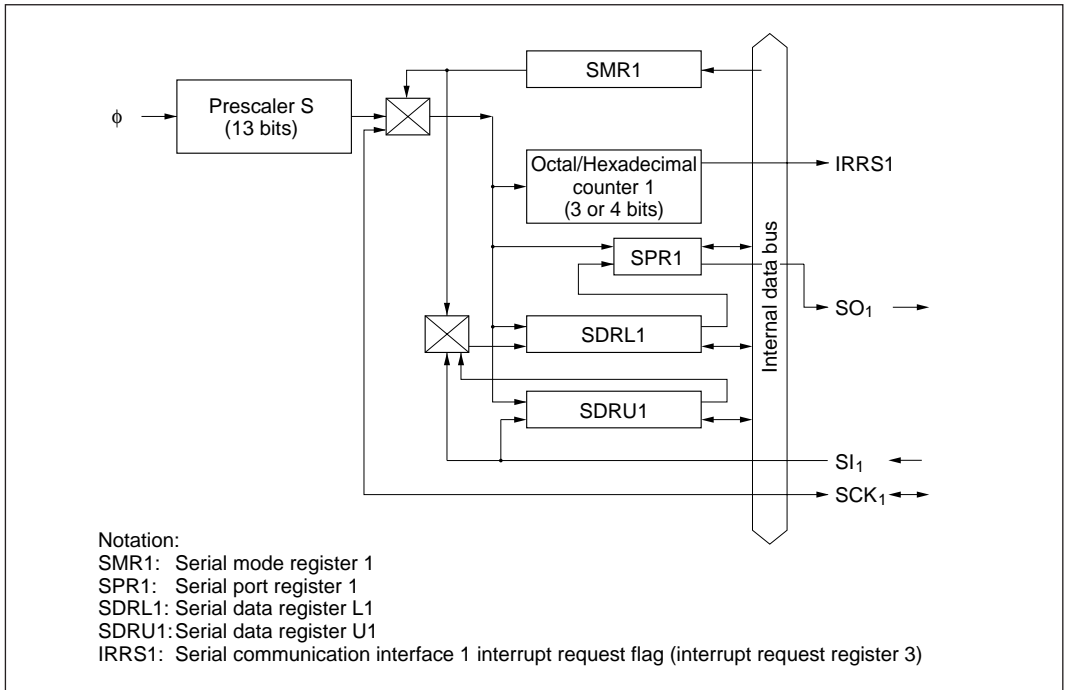 SMR1
Prescaler S
(13 bits)
ϕ
Octal/Hexadecimal
counter 1
(3 or 4 bits)
IRRS1
SPR1
Internal data bus
SO1
SDRL1
SDRU1
SI1
SCK1
Notation:
SMR1: Serial mode register 1
SPR1: Serial port register 1
SDRL1: Serial data register L1
SDRU1: Serial data register U1
IRRS1: Serial communication interface 1 interrupt request flag (interrupt request register 3)